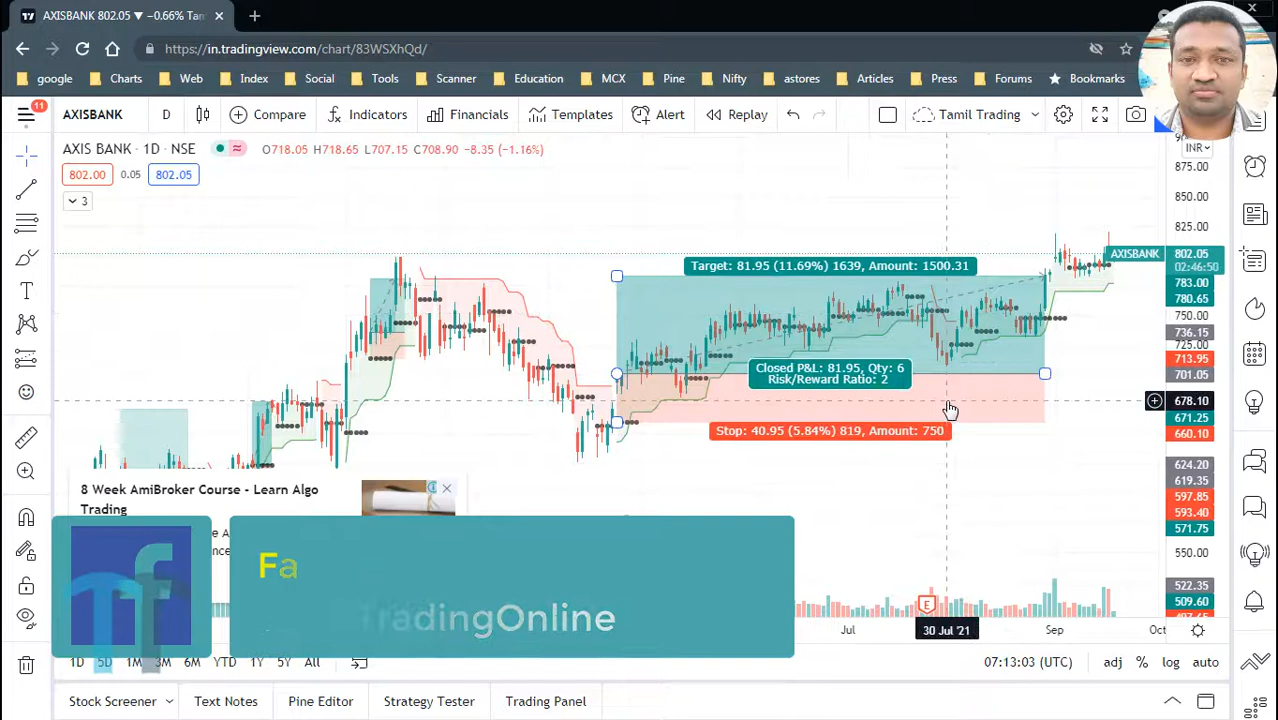 AXISBANK 802.05 ▼ −0.66% Tam
https://in.tradingview.com/chart/83WSXhQd/
google Charts Web Index Social Tools Scanner Education MCX Pine Nifty astores Articles Press Forums Bookmarks
11
AXISBANK D Compare Indicators Financials Templates Alert Replay Tamil Trading
AXIS BANK · 1D · NSE O718.05 H718.65 L707.15 C708.90 −8.35 (−1.16%)
INR
802.00 0.05 802.05
3
875.00
850.00
825.00
AXISBANK 802.05
02:46:50
783.00
780.65
750.00
736.15
725.00
713.95
701.05
678.10
671.25
660.10
624.20
619.35
597.85
593.40
571.75
550.00
522.35
509.60
Target: 81.95 (11.69%) 1639, Amount: 1500.31
Closed P&L: 81.95, Qty: 6
Risk/Reward Ratio: 2
Stop: 40.95 (5.84%) 819, Amount: 750
8 Week AmiBroker Course - Learn Algo
Trading
Fa
TradingOnline
E
Jul 30 Jul '21 Sep Oct
1D 5D 1M 3M 6M YTD 1Y 5Y All 07:13:03 (UTC) adj % log auto
Stock Screener Text Notes Pine Editor Strategy Tester Trading Panel